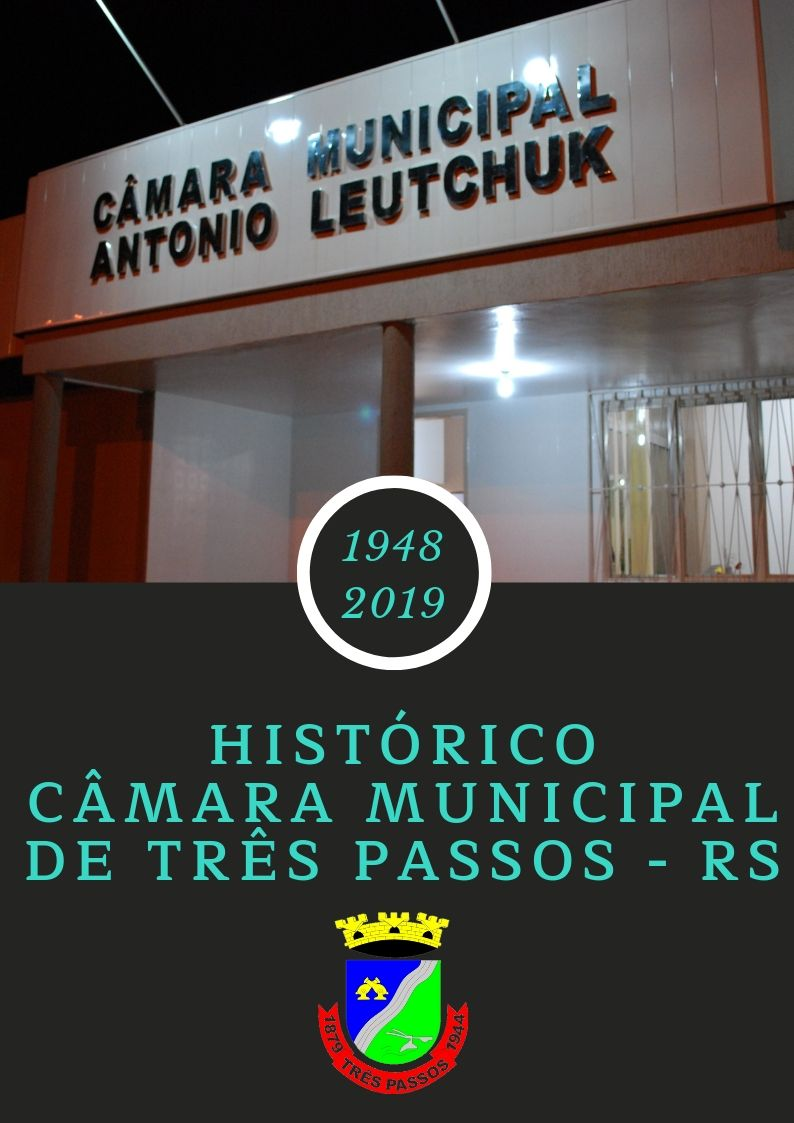 CÂMARA MUNICIPAL
ANTONIO LEUTCHUK
1948
2019
HISTÓRICO
CÂMARA MUNICIPAL
DE TRÊS PASSOS - RS
1879 TRÊS PASSOS 1944